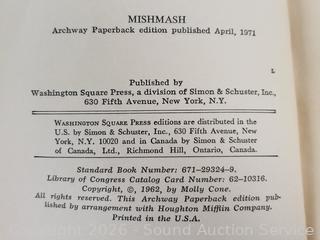 MISHMASH
Archway Paperback edition published April, 1971
L
Published by
Washington Square Press, a division of Simon & Schuster, Inc.,
630 Fifth Avenue, New York, N.Y.
WASHINGTON SQUARE PRESS editions are distributed in the
U.S. by Simon & Schuster, Inc., 630 Fifth Avenue, New
York, N.Y. 10020 and in Canada by Simon & Schuster
of Canada, Ltd., Richmond Hill, Ontario, Canada.
Standard Book Number: 671-29324-9.
Library of Congress Catalog Card Number: 62-10316.
Copyright, ©, 1962, by Molly Cone.
All rights reserved. This Archway Paperback edition pub-
lished by arrangement with Houghton Mifflin Company.
Printed in the U.S.A.
Copyright 2026 - Sound Auction Service